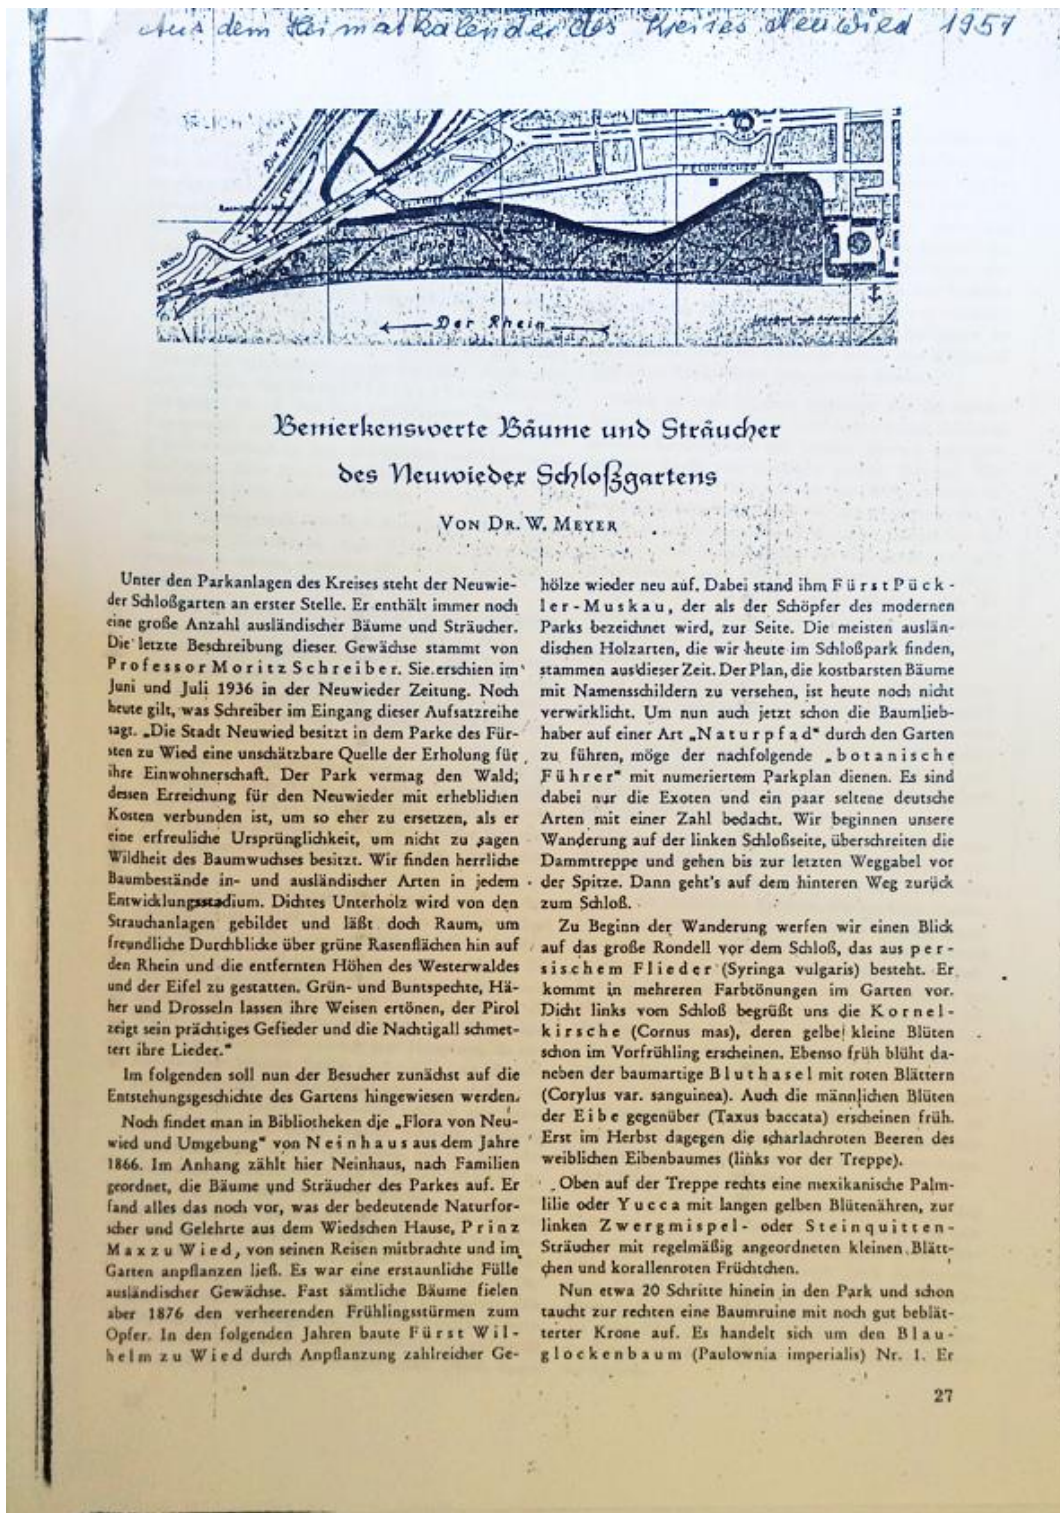 Aus dem Heimatkalender des Kreises Neuwied 1957
Die Wied
Schloß
Der Rhein
Bemerkenswerte Bäume und Sträucher
des Neuwieder Schloßgartens
VON DR. W. MEYER
Unter den Parkanlagen des Kreises steht der Neuwie-
der Schloßgarten an erster Stelle. Er enthält immer noch
eine große Anzahl ausländischer Bäume und Sträucher.
Die letzte Beschreibung dieser Gewächse stammt von
Professor Moritz Schreiber. Sie erschien im
Juni und Juli 1936 in der Neuwieder Zeitung. Noch
heute gilt, was Schreiber im Eingang dieser Aufsatzreihe
sagt. „Die Stadt Neuwied besitzt in dem Parke des Für-
sten zu Wied eine unschätzbare Quelle der Erholung für
ihre Einwohnerschaft. Der Park vermag den Wald;
dessen Erreichung für den Neuwieder mit erheblichen
Kosten verbunden ist, um so eher zu ersetzen, als er
eine erfreuliche Ursprünglichkeit, um nicht zu sagen
Wildheit des Baumwuchses besitzt. Wir finden herrliche
Baumbestände in- und ausländischer Arten in jedem
Entwicklungsstadium. Dichtes Unterholz wird von den
Strauchanlagen gebildet und läßt doch Raum, um
freundliche Durchblicke über grüne Rasenflächen hin auf
den Rhein und die entfernten Höhen des Westerwaldes
und der Eifel zu gestatten. Grün- und Buntspechte, Hä-
her und Drosseln lassen ihre Weisen ertönen, der Pirol
zeigt sein prächtiges Gefieder und die Nachtigall schmet-
tert ihre Lieder.“
Im folgenden soll nun der Besucher zunächst auf die
Entstehungsgeschichte des Gartens hingewiesen werden.
Noch findet man in Bibliotheken die „Flora von Neu-
wied und Umgebung“ von Neinhaus aus dem Jahre
1866. Im Anhang zählt hier Neinhaus, nach Familien
geordnet, die Bäume und Sträucher des Parkes auf. Er
fand alles das noch vor, was der bedeutende Naturfor-
scher und Gelehrte aus dem Wiedschen Hause, Prinz
Max zu Wied, von seinen Reisen mitbrachte und im
Garten anpflanzen ließ. Es war eine erstaunliche Fülle
ausländischer Gewächse. Fast sämtliche Bäume fielen
aber 1876 den verheerenden Frühlingsstürmen zum
Opfer. In den folgenden Jahren baute Fürst Wil-
helm zu Wied durch Anpflanzung zahlreicher Ge-
hölze wieder neu auf. Dabei stand ihm Fürst Pück-
ler-Muskau, der als der Schöpfer des modernen
Parks bezeichnet wird, zur Seite. Die meisten auslän-
dischen Holzarten, die wir heute im Schloßpark finden,
stammen aus dieser Zeit. Der Plan, die kostbarsten Bäume
mit Namensschildern zu versehen, ist heute noch nicht
verwirklicht. Um nun auch jetzt schon die Baumlieb-
haber auf einer Art „Naturpfad“ durch den Garten
zu führen, möge der nachfolgende „botanische
Führer“ mit numeriertem Parkplan dienen. Es sind
dabei nur die Exoten und ein paar seltene deutsche
Arten mit einer Zahl bedacht. Wir beginnen unsere
Wanderung auf der linken Schloßseite, überschreiten die
Dammtreppe und gehen bis zur letzten Weggabel vor
der Spitze. Dann geht's auf dem hinteren Weg zurück
zum Schloß.
Zu Beginn der Wanderung werfen wir einen Blick
auf das große Rondell vor dem Schloß, das aus per-
sischem Flieder (Syringa vulgaris) besteht. Er
kommt in mehreren Farbtönungen im Garten vor.
Dicht links vom Schloß begrüßt uns die Kornel-
kirsche (Cornus mas), deren gelbe kleine Blüten
schon im Vorfrühling erscheinen. Ebenso früh blüht da-
neben der baumartige Bluthasel mit roten Blättern
(Corylus var. sanguinea). Auch die männlichen Blüten
der Eibe gegenüber (Taxus baccata) erscheinen früh.
Erst im Herbst dagegen die scharlachroten Beeren des
weiblichen Eibenbaumes (links vor der Treppe).
Oben auf der Treppe rechts eine mexikanische Palm-
lilie oder Yucca mit langen gelben Blütenähren, zur
linken Zwergmispel- oder Steinquitten-
Sträucher mit regelmäßig angeordneten kleinen Blätt-
chen und korallenroten Früchtchen.
Nun etwa 20 Schritte hinein in den Park und schon
taucht zur rechten eine Baumruine mit noch gut beblät-
terter Krone auf. Es handelt sich um den Blau-
glockenbaum (Paulownia imperialis) Nr. 1. Er
27